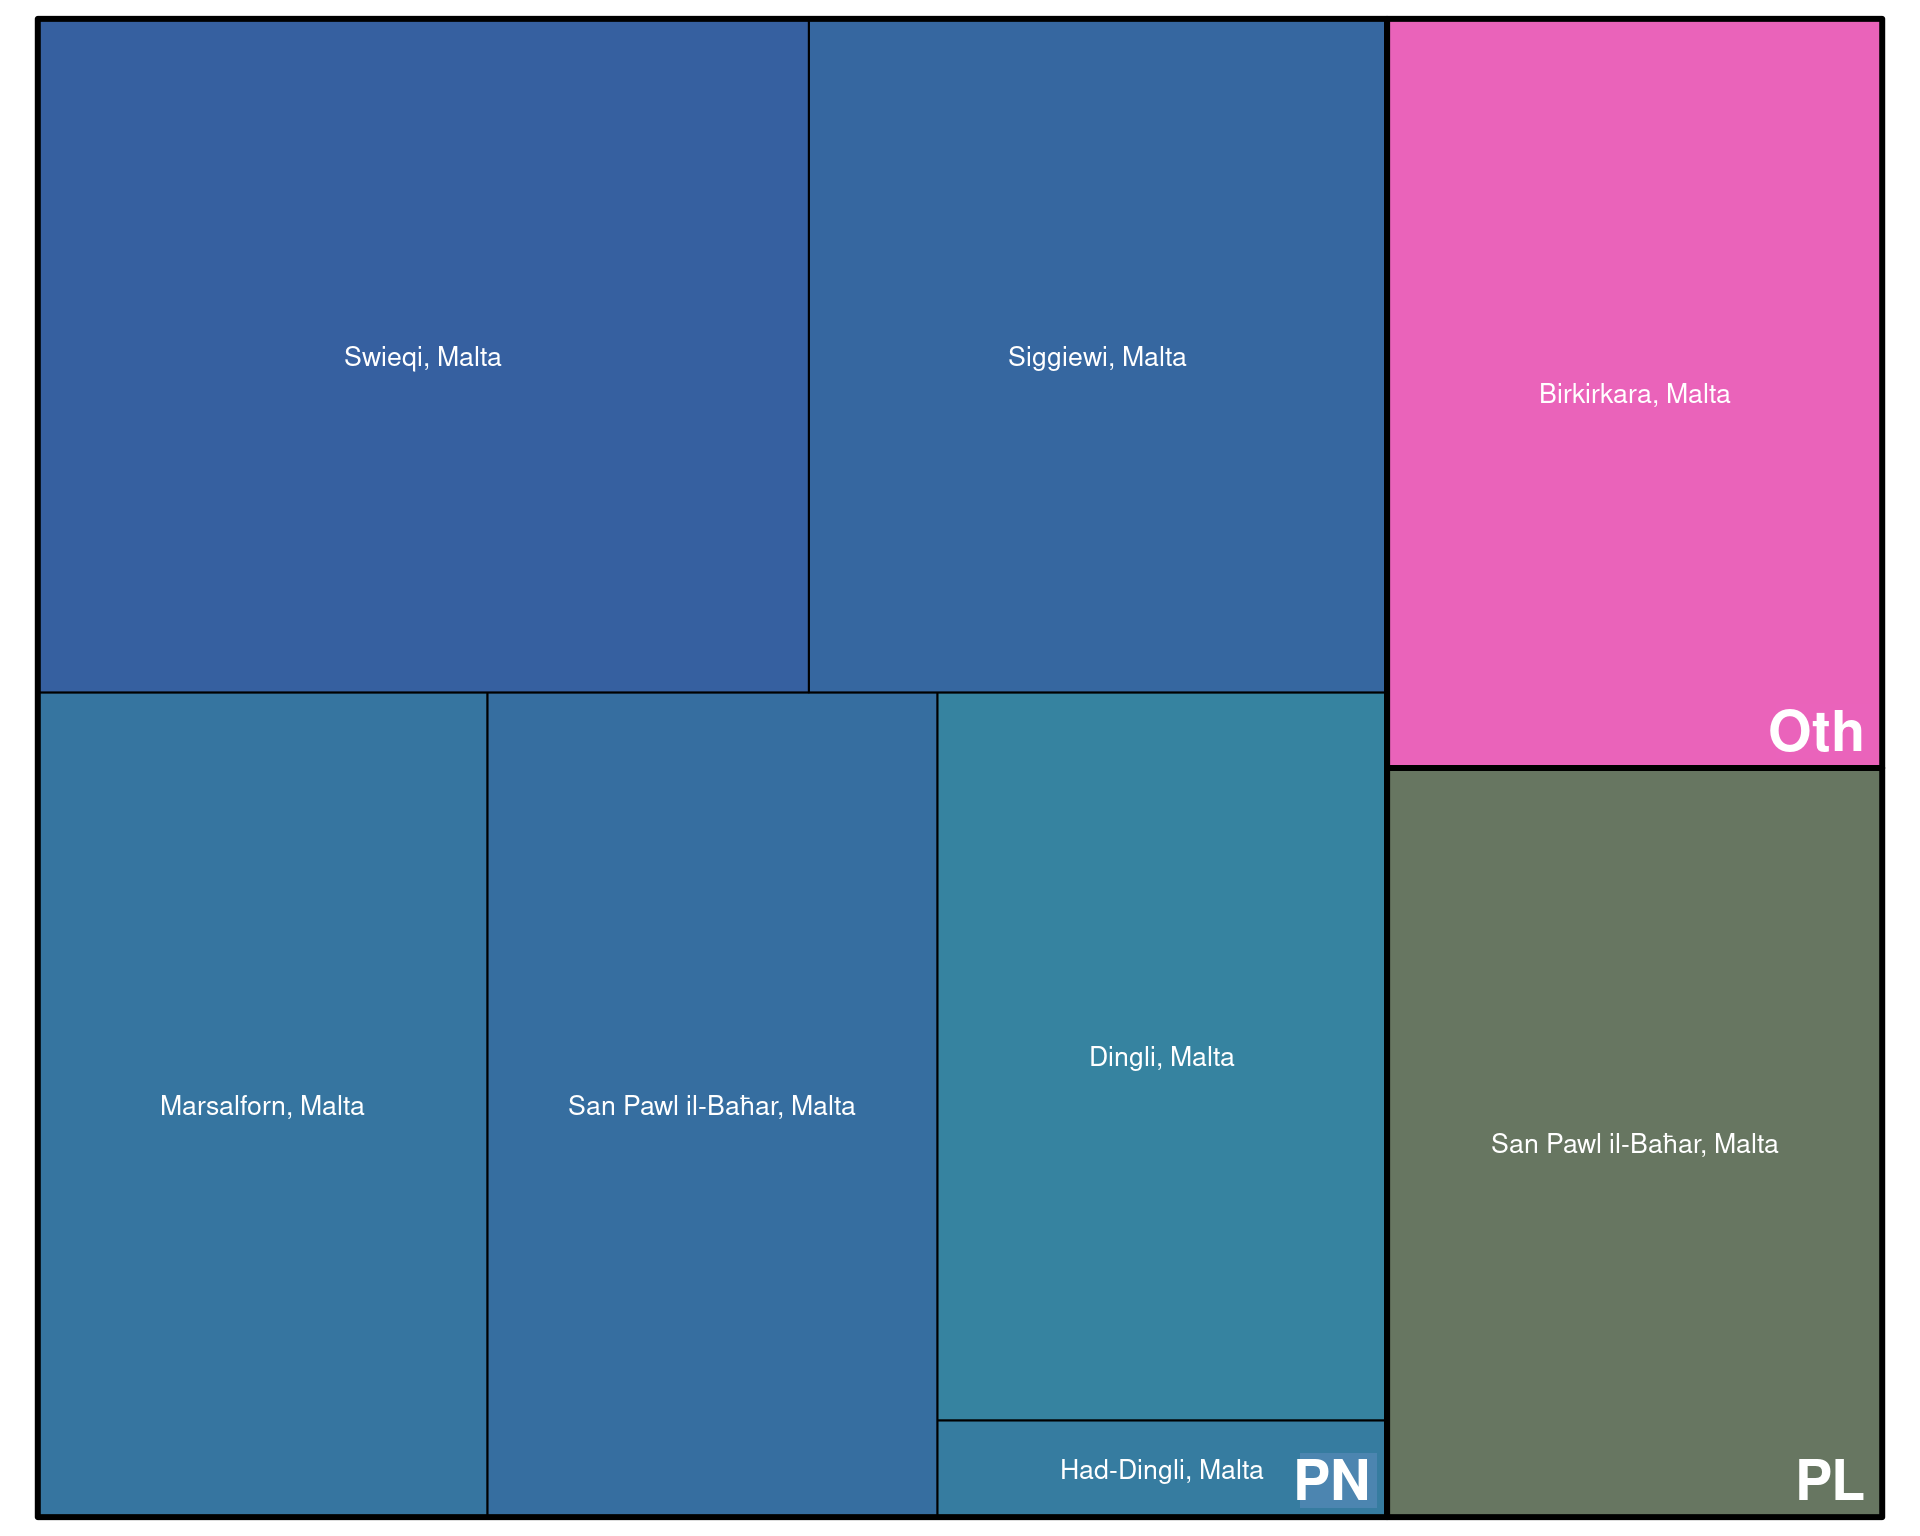 Swieqi, Malta
Siggiewi, Malta
Birkirkara, Malta
Oth
Marsalforn, Malta
San Pawl il-Baħar, Malta
Dingli, Malta
Had-Dingli, Malta
PN
San Pawl il-Baħar, Malta
PL